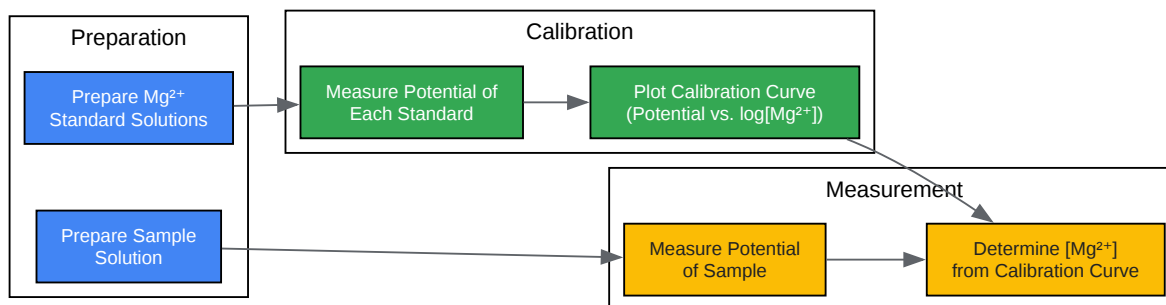 Preparation
Prepare Mg²⁺
Standard Solutions
Prepare Sample
Solution
Calibration
Measure Potential of
Each Standard
Plot Calibration Curve
(Potential vs. log[Mg²⁺])
Measurement
Measure Potential
of Sample
Determine [Mg²⁺]
from Calibration Curve